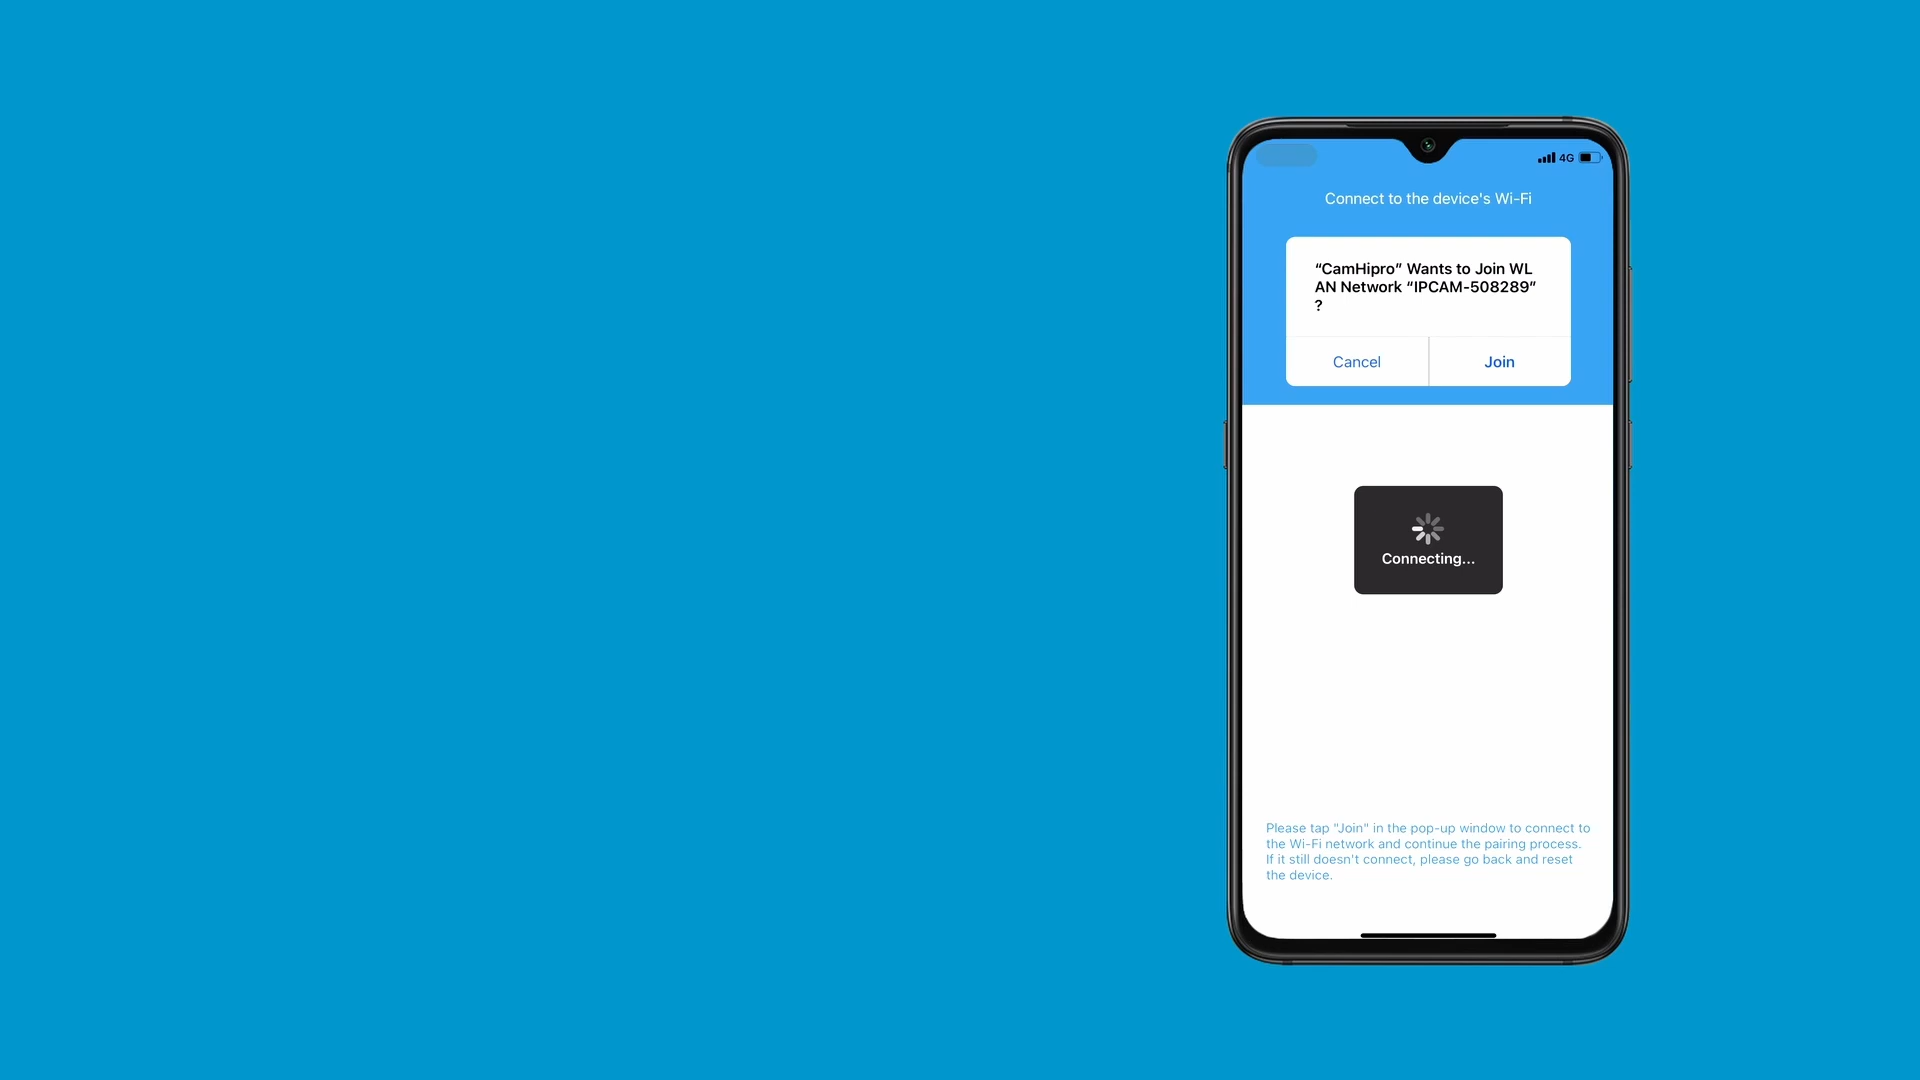 4G
Connect to the device's Wi-Fi
“CamHipro” Wants to Join WL
AN Network “IPCAM-508289”
?
Cancel
Join
Connecting...
Please tap "Join" in the pop-up window to connect to
the Wi-Fi network and continue the pairing process.
If it still doesn't connect, please go back and reset
the device.